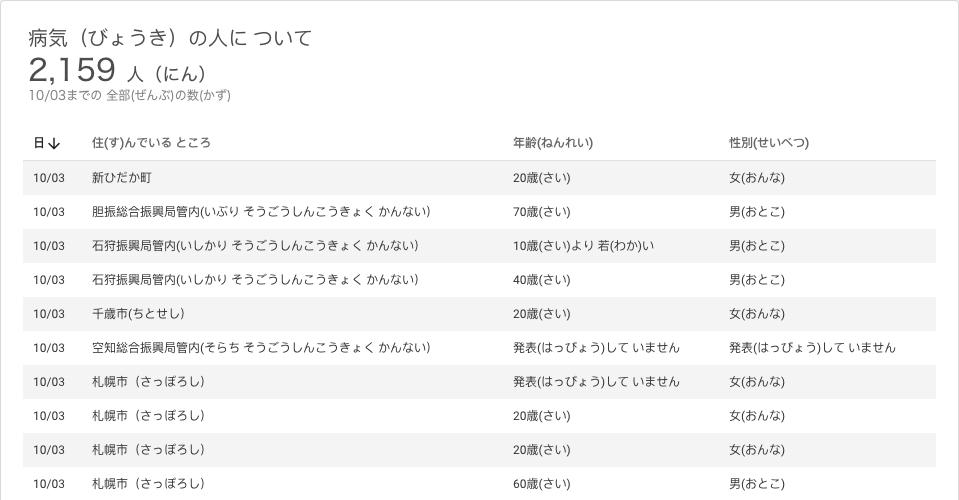 病気（びょうき）の人に ついて
2,159 人（にん）
10/03までの 全部(ぜんぶ)の数(かず)
日↓ 住(す)んでいる ところ 年齢(ねんれい) 性別(せいべつ)
10/03 新ひだか町 20歳(さい) 女(おんな)
10/03 胆振総合振興局管内(いぶり そうごうしんこうきょく かんない） 70歳(さい) 男(おとこ)
10/03 石狩振興局管内(いしかり そうごうしんこうきょく かんない） 10歳(さい)より 若(わか)い 男(おとこ)
10/03 石狩振興局管内(いしかり そうごうしんこうきょく かんない） 40歳(さい) 男(おとこ)
10/03 千歳市(ちとせし） 20歳(さい) 女(おんな)
10/03 空知総合振興局管内(そらち そうごうしんこうきょく かんない） 発表(はっぴょう)して いません 発表(はっぴょう)して いません
10/03 札幌市（さっぽろし） 発表(はっぴょう)して いません 女(おんな)
10/03 札幌市（さっぽろし） 20歳(さい) 女(おんな)
10/03 札幌市（さっぽろし） 20歳(さい) 女(おんな)
10/03 札幌市（さっぽろし） 60歳(さい) 男(おとこ)